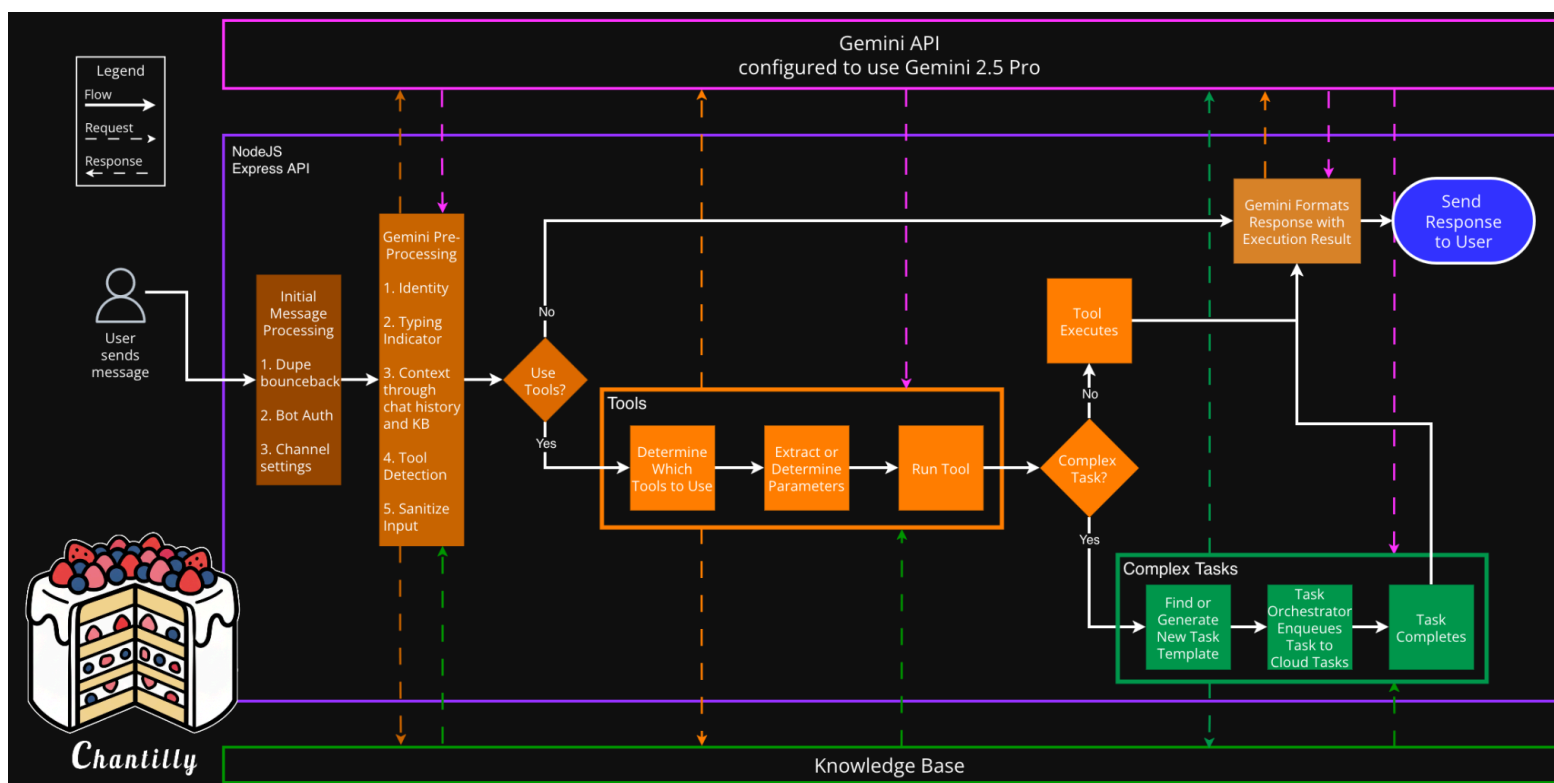 Gemini API
configured to use Gemini 2.5 Pro
Legend
Flow
Request
Response
NodeJS
Express API
User
sends
message
Initial
Message
Processing
1. Dupe
bounceback
2. Bot Auth
3. Channel
settings
Gemini Pre-
Processing
1. Identity
2. Typing
Indicator
3. Context
through
chat history
and KB
4. Tool
Detection
5. Sanitize
Input
Use
Tools?
No
Yes
Tools
Determine
Which
Tools to Use
Extract or
Determine
Parameters
Run Tool
Complex
Task?
No
Yes
Tool
Executes
Gemini Formats
Response with
Execution Result
Send
Response
to User
Complex Tasks
Find or
Generate
New Task
Template
Task
Orchestrator
Enqueues
Task to
Cloud Tasks
Task
Completes
Chantilly
Knowledge Base